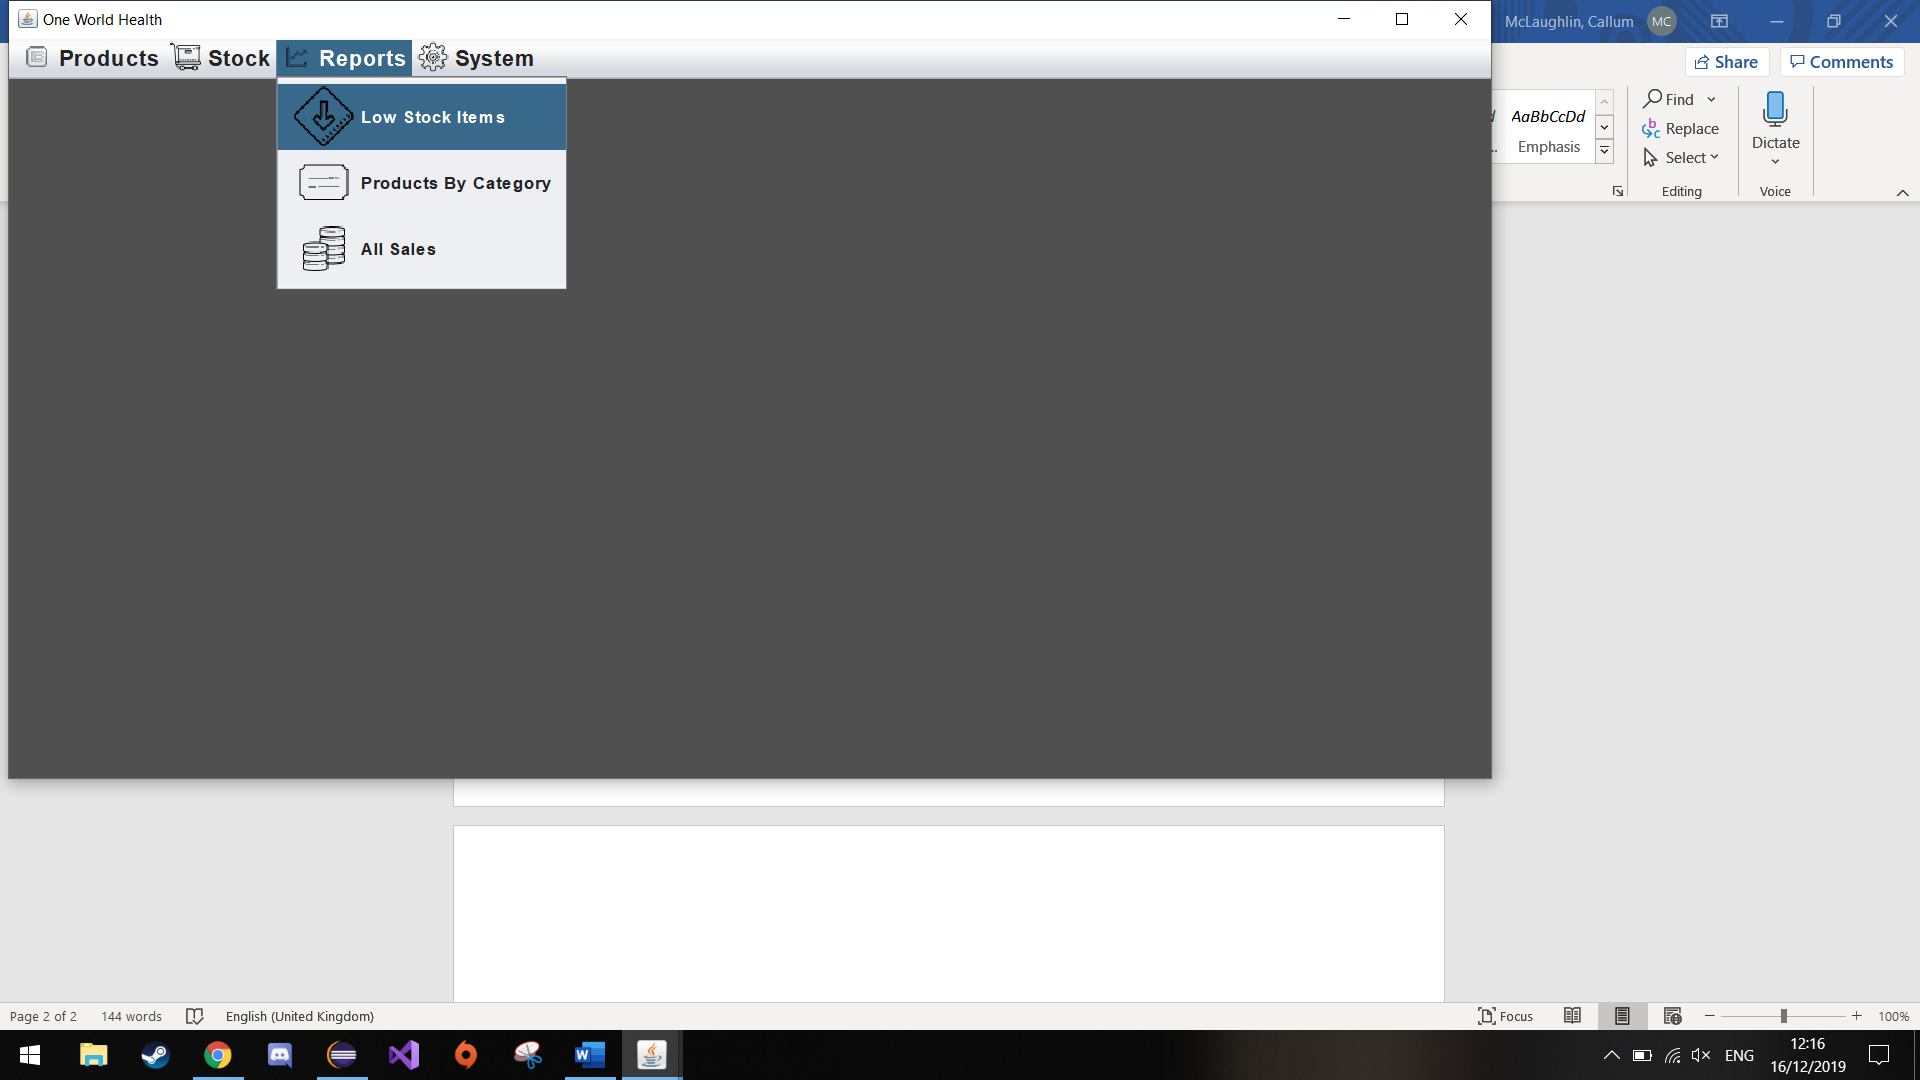 One World Health
McLaughlin, Callum MC
Products Stock Reports System
Share Comments
Low Stock Items
Products By Category
All Sales
AaBbCcDd
Emphasis
Find
Replace
Select
Editing
Dictate
Voice
Page 2 of 2 144 words English (United Kingdom) Focus 100%
ENG
12:16
16/12/2019